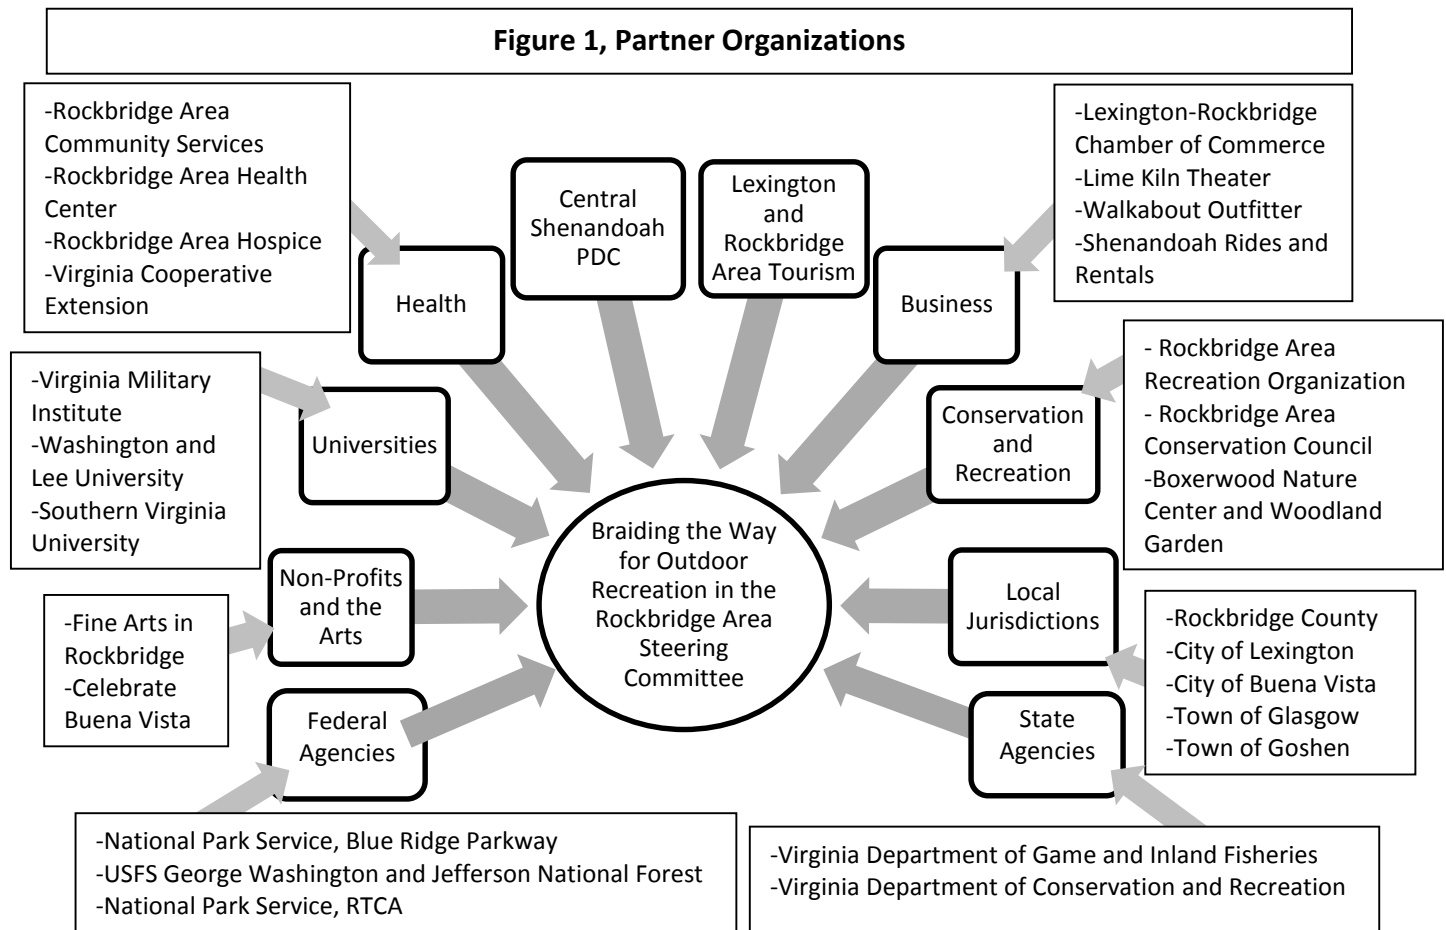 Figure 1, Partner Organizations
-Rockbridge Area
Community Services
-Rockbridge Area Health
Center
-Rockbridge Area Hospice
-Virginia Cooperative
Extension
Health
Central
Shenandoah
PDC
Lexington
and
Rockbridge
Area Tourism
Business
-Lexington-Rockbridge
Chamber of Commerce
-Lime Kiln Theater
-Walkabout Outfitter
-Shenandoah Rides and
Rentals
-Virginia Military
Institute
-Washington and
Lee University
-Southern Virginia
University
Universities
Conservation
and
Recreation
- Rockbridge Area
Recreation Organization
- Rockbridge Area
Conservation Council
-Boxerwood Nature
Center and Woodland
Garden
Braiding the Way
for Outdoor
Recreation in the
Rockbridge Area
Steering
Committee
Non-Profits
and the
Arts
-Fine Arts in
Rockbridge
-Celebrate
Buena Vista
Local
Jurisdictions
-Rockbridge County
-City of Lexington
-City of Buena Vista
-Town of Glasgow
-Town of Goshen
Federal
Agencies
State
Agencies
-National Park Service, Blue Ridge Parkway
-USFS George Washington and Jefferson National Forest
-National Park Service, RTCA
-Virginia Department of Game and Inland Fisheries
-Virginia Department of Conservation and Recreation